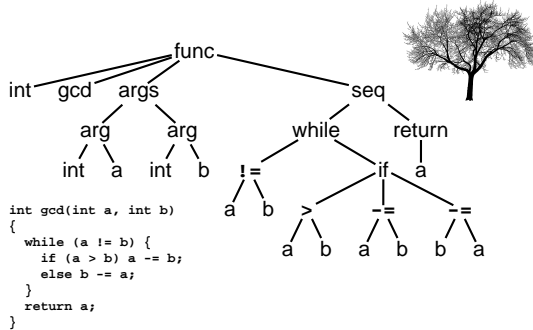 func
int gcd args seq
arg arg while return
int a int b != if a
a b > -= -=
a b a b b a
int gcd(int a, int b)
{
  while (a != b) {
    if (a > b) a -= b;
    else b -= a;
  }
  return a;
}